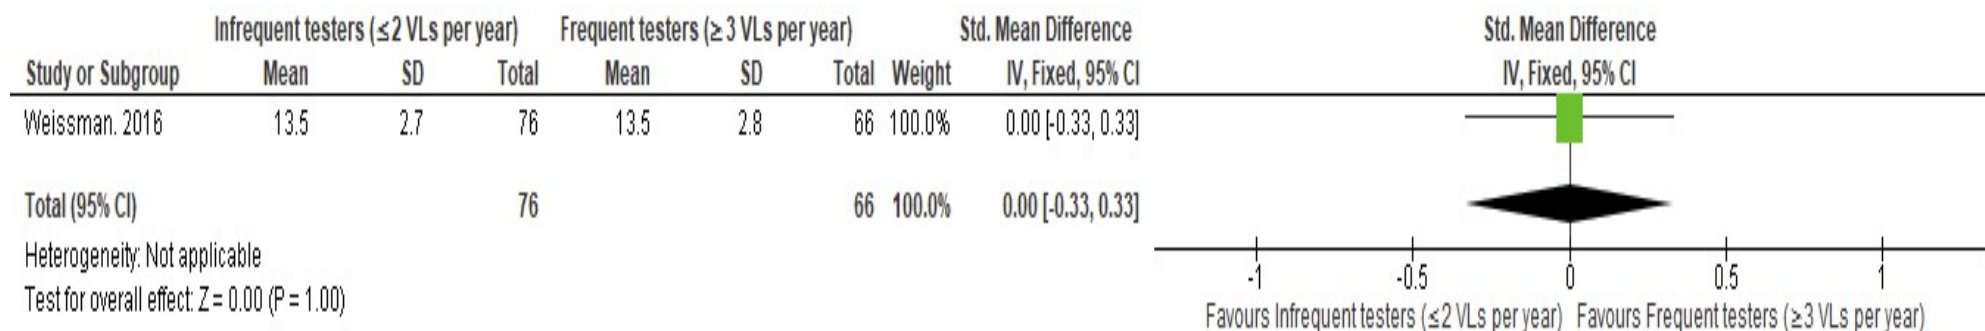 Infrequent testers (≤2 VLs per year) Frequent testers (≥ 3 VLs per year) Std. Mean Difference Std. Mean Difference
Study or Subgroup Mean SD Total Mean SD Total Weight IV, Fixed, 95% CI IV, Fixed, 95% CI
Weissman. 2016 13.5 2.7 76 13.5 2.8 66 100.0% 0.00 [-0.33, 0.33]
Total (95% CI) 76 66 100.0% 0.00 [-0.33, 0.33]
Heterogeneity: Not applicable
Test for overall effect: Z = 0.00 (P = 1.00)
-1 -0.5 0 0.5 1
Favours Infrequent testers (≤2 VLs per year) Favours Frequent testers (≥3 VLs per year)